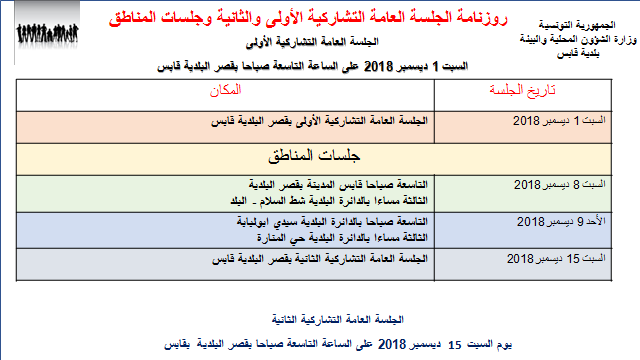 الجمهورية التونسية
وزارة الشؤون المحلية والبيئة
بلدية قابس
روزنامة الجلسة العامة التشاركية الأولى والثانية وجلسات المناطق
الجلسة العامة التشاركية الأولى
السبت 1 ديسمبر 2018 على الساعة التاسعة صباحا بقصر البلدية قابس
تاريخ الجلسة المكان
السبت 1 ديسمبر 2018 الجلسة العامة التشاركية الأولى بقصر البلدية قابس
جلسات المناطق
السبت 8 ديسمبر 2018 التاسعة صباحا قابس المدينة بقصر البلدية
الثالثة مساءا بالدائرة البلدية شط السلام - البلد
الأحد 9 ديسمبر 2018 التاسعة صباحا بالدائرة البلدية سيدي ابولبابة
الثالثة مساءا بالدائرة البلدية حي المنارة
السبت 15 ديسمبر 2018 الجلسة العامة التشاركية الثانية بقصر البلدية قابس
الجلسة العامة التشاركية الثانية
يوم السبت 15 ديسمبر 2018 على الساعة التاسعة صباحا بقصر البلدية بقابس